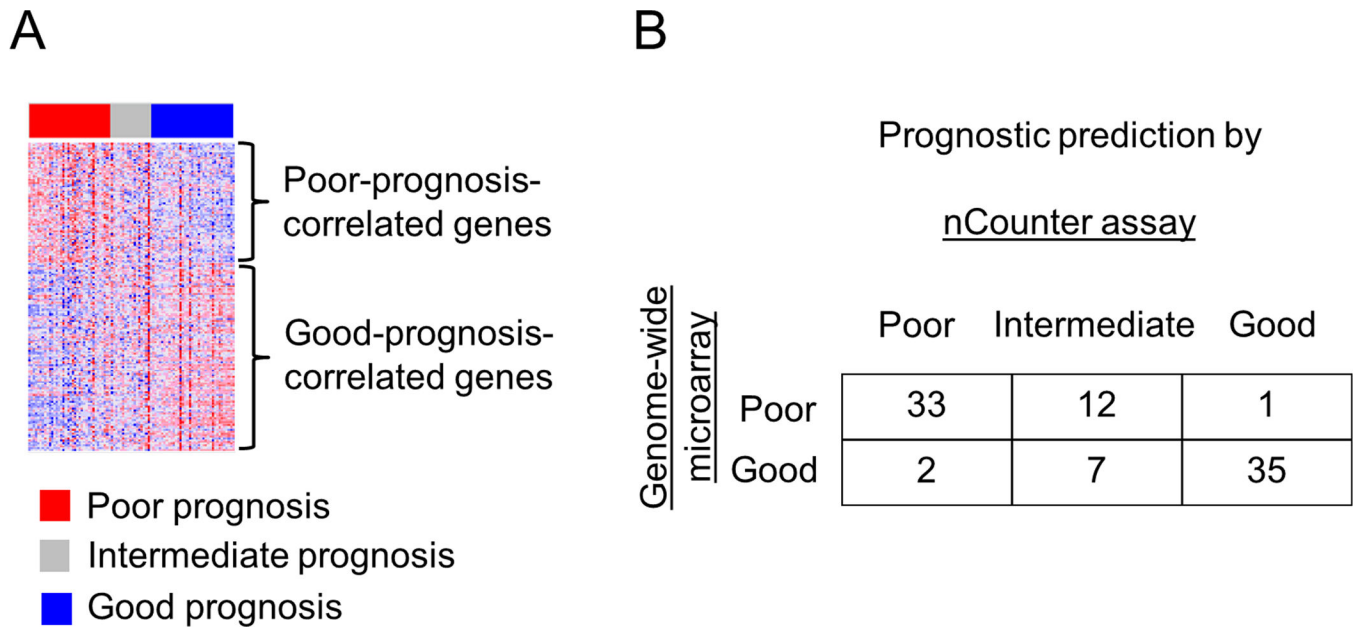 A
Poor-prognosis-
correlated genes
Good-prognosis-
correlated genes
Poor prognosis
Intermediate prognosis
Good prognosis
B
Prognostic prediction by
nCounter assay
Genome-wide
microarray
Poor Intermediate Good
Poor 33 12 1
Good 2 7 35